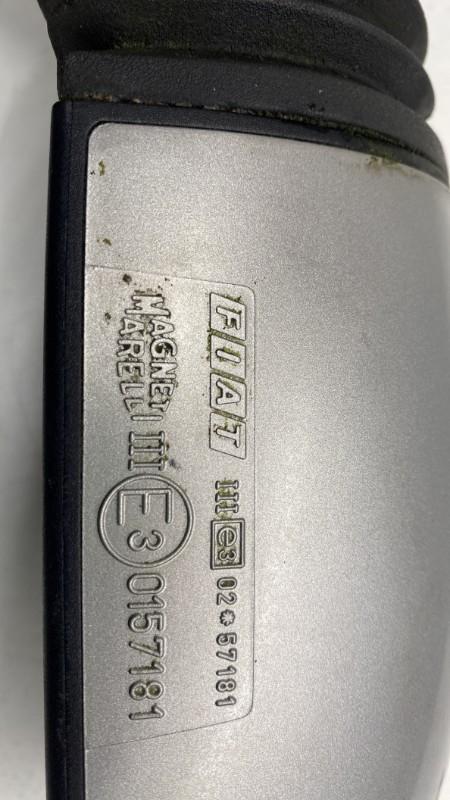 FIAT
III e3 02*57181
MAGNETI
MARELLI III E3 0157181